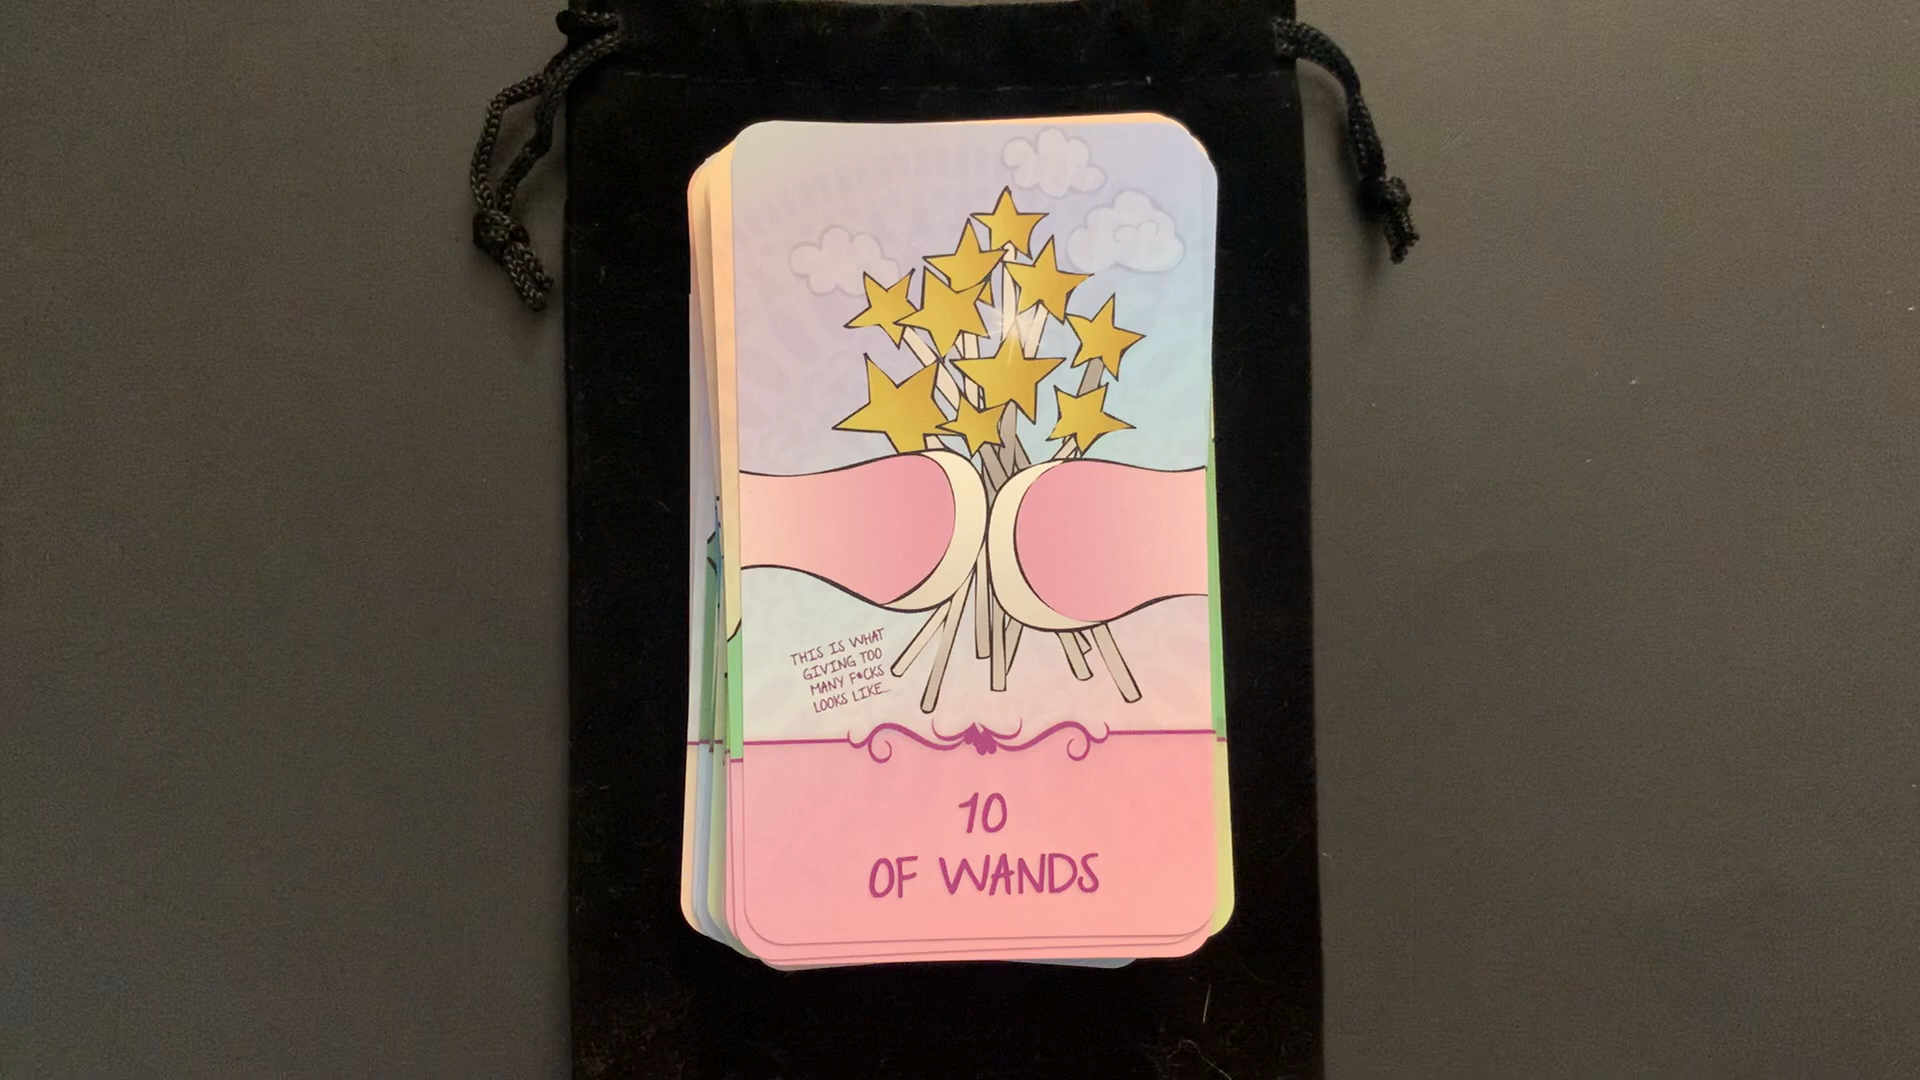 THIS IS WHAT
GIVING TOO
MANY F*CKS
LOOKS LIKE...
10
OF WANDS